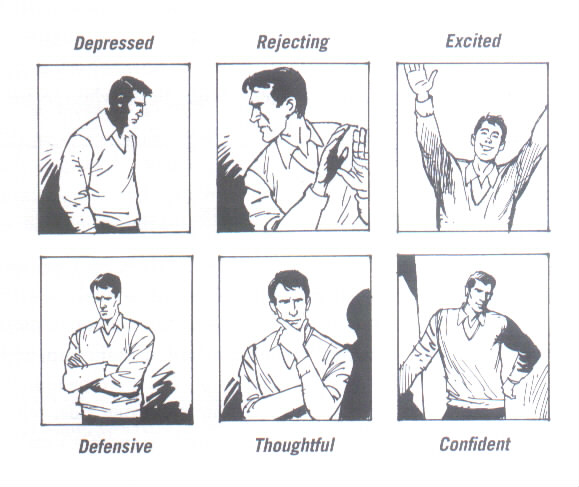 Depressed
Rejecting
Excited
Defensive
Thoughtful
Confident